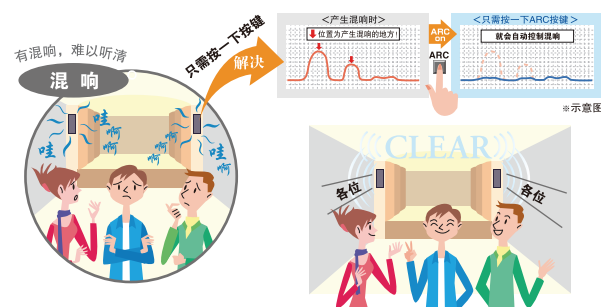 有混响，难以听清
混 响
哇
哇
啊
啊
啊
啊
哇
哇
啊
只需按一下按键
解决
＜产生混响时＞
位置为产生混响的地方!
ARC
on
ARC
＜只需按一下ARC按键＞
就会自动控制混响
※示意图
CLEAR
各位
各位